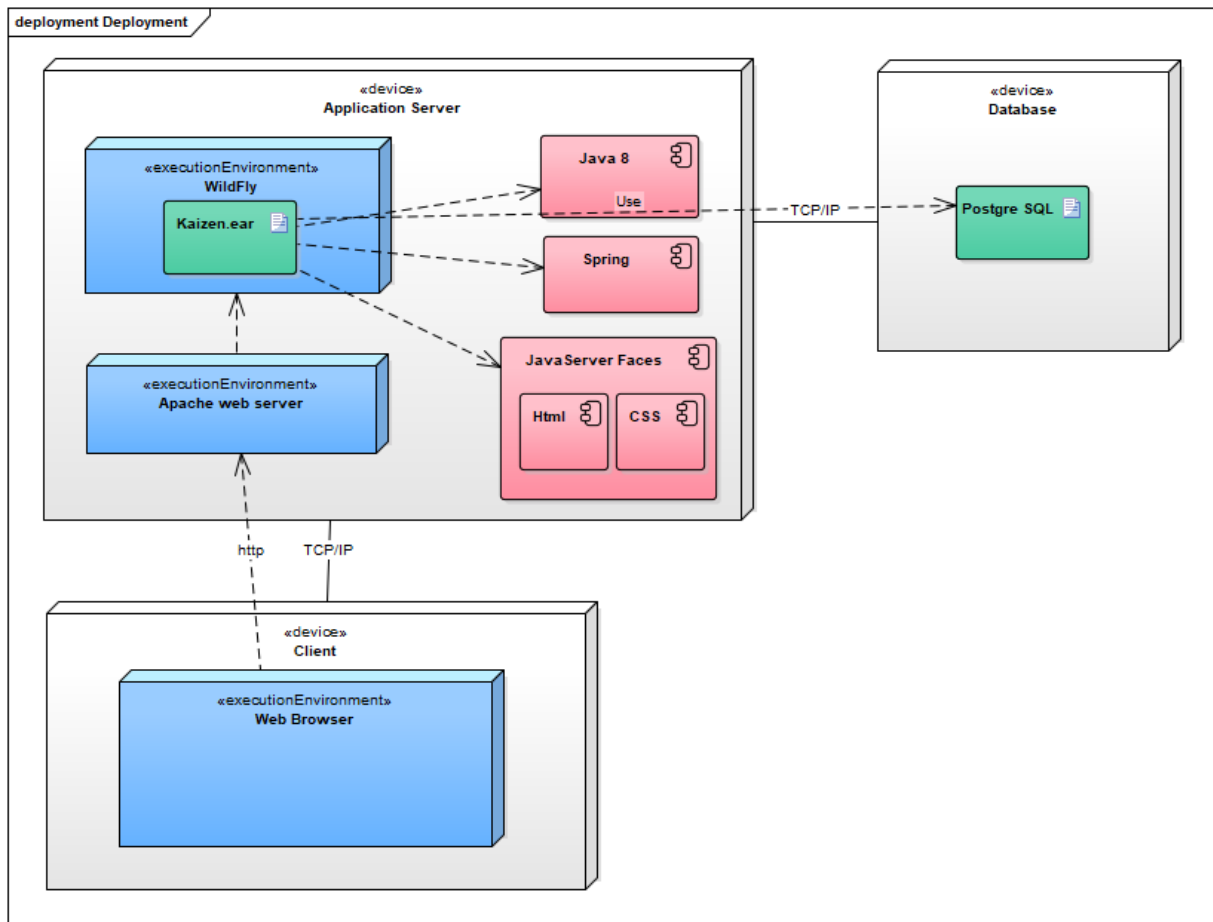 deployment Deployment
«device»
Application Server
«device»
Database
«executionEnvironment»
WildFly
Kaizen.ear
Java 8
Use
TCP/IP
Postgre SQL
Spring
JavaServer Faces
Html
CSS
«executionEnvironment»
Apache web server
http
TCP/IP
«device»
Client
«executionEnvironment»
Web Browser